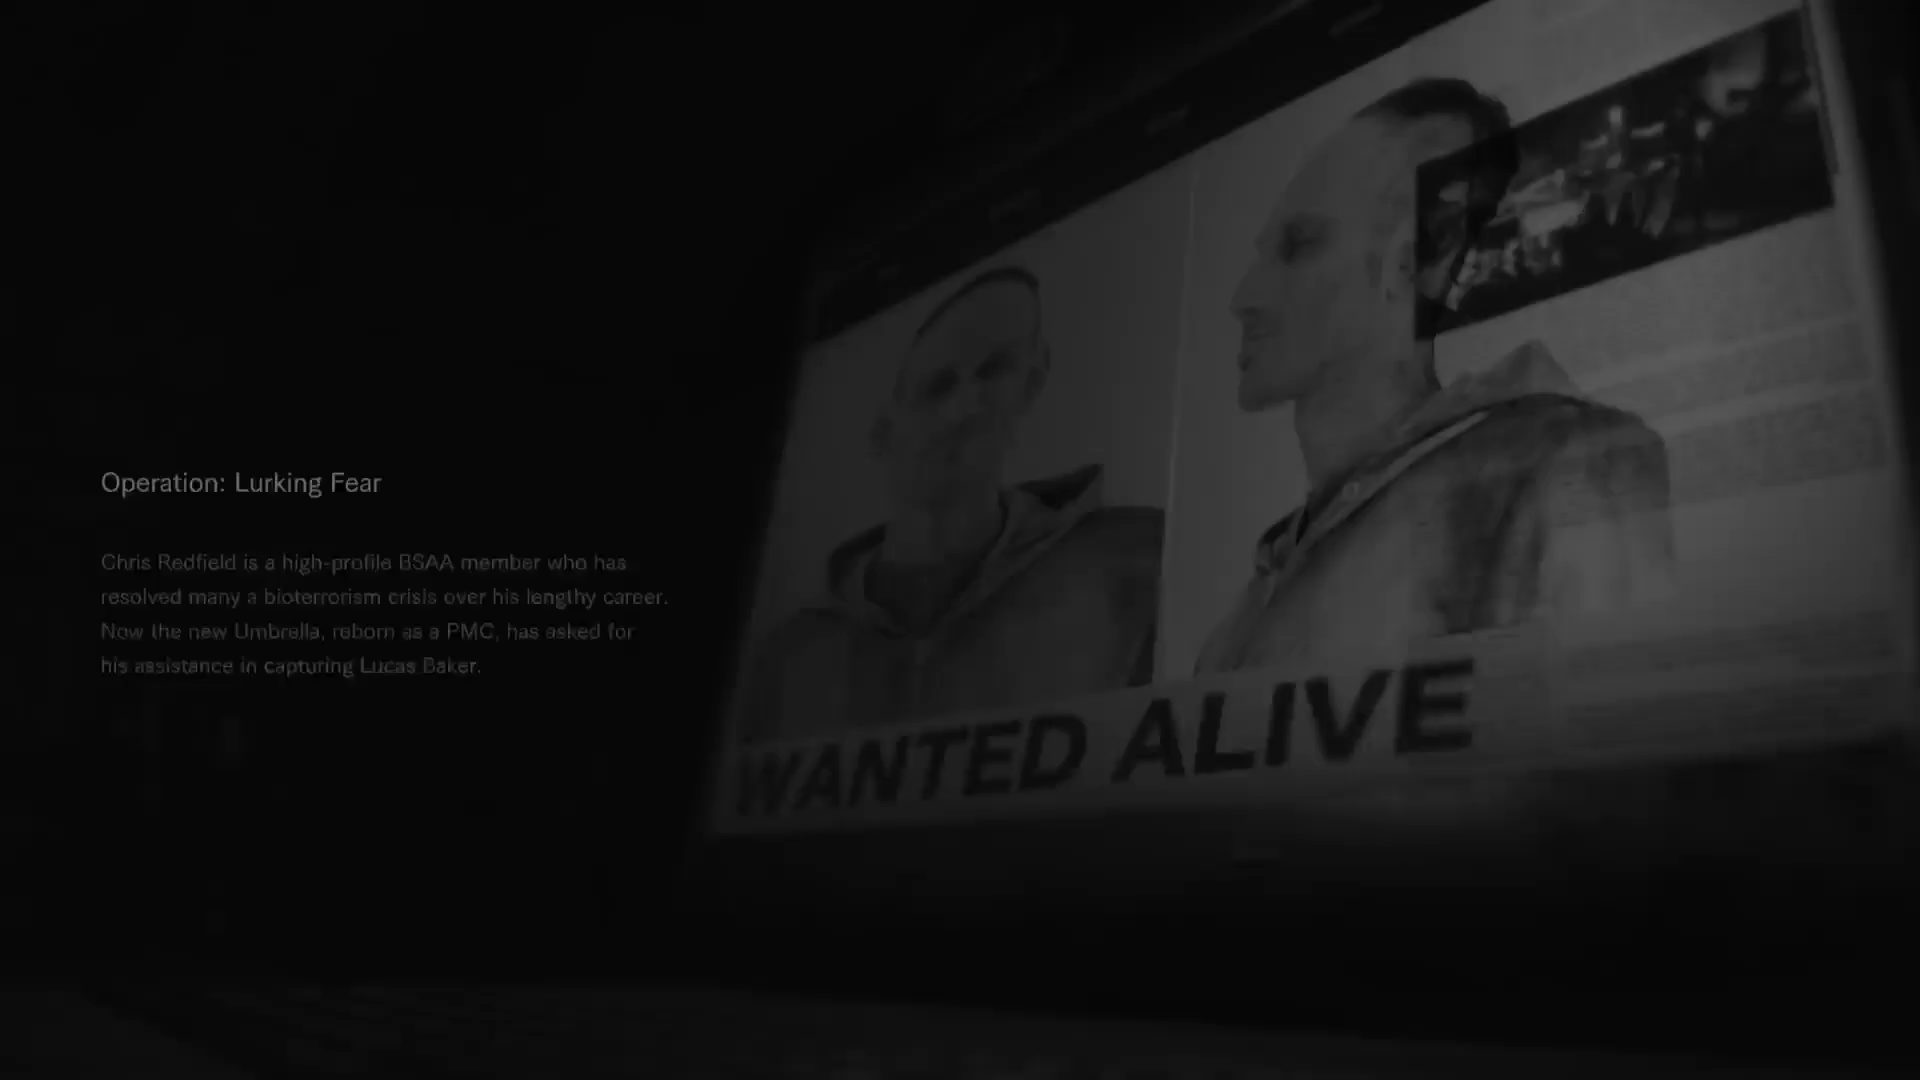 Operation: Lurking Fear
Chris Redfield is a high-profile BSAA member who has
resolved many a bioterrorism crisis over his lengthy career.
Now the new Umbrella, reborn as a PMC, has asked for
his assistance in capturing Lucas Baker.
WANTED ALIVE